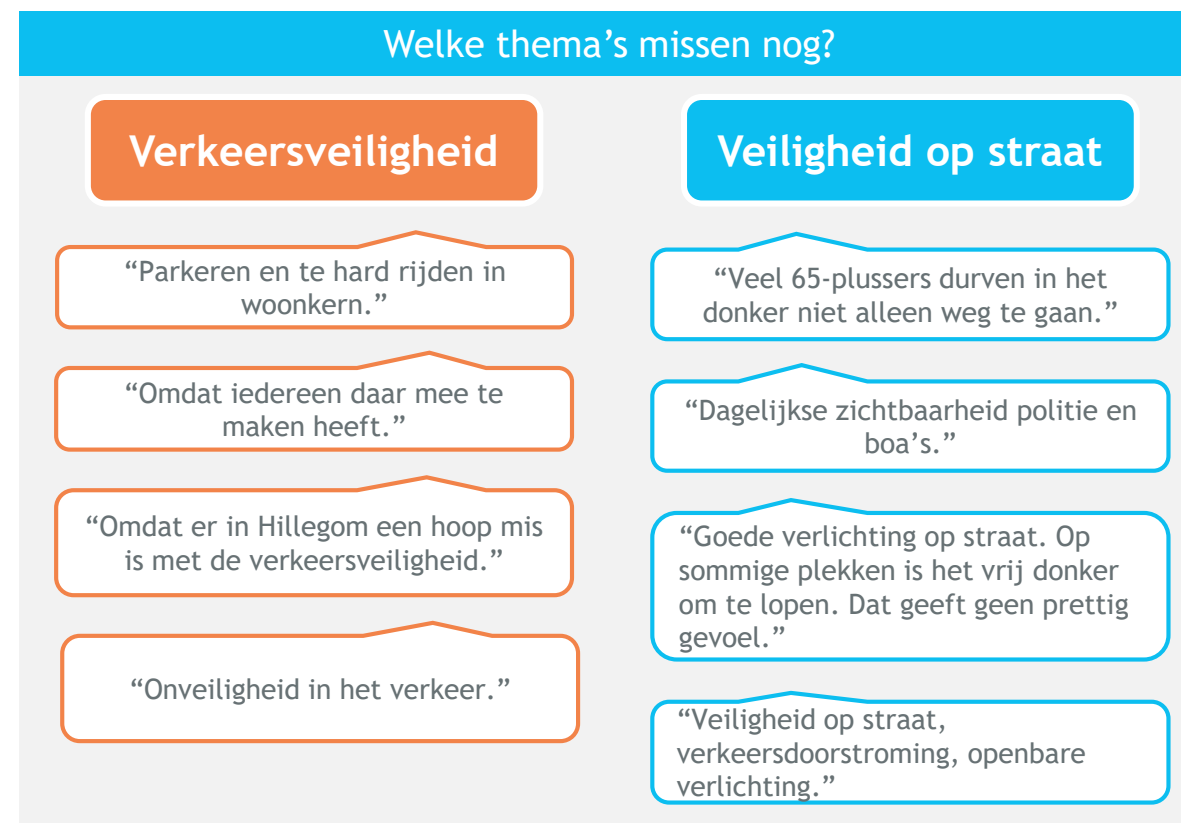 Welke thema’s missen nog?
Verkeersveiligheid
“Parkeren en te hard rijden in
woonkern.”
“Omdat iedereen daar mee te
maken heeft.”
“Omdat er in Hillegom een hoop mis
is met de verkeersveiligheid.”
“Onveiligheid in het verkeer.”
Veiligheid op straat
“Veel 65-plussers durven in het
donker niet alleen weg te gaan.”
“Dagelijkse zichtbaarheid politie en
boa’s.”
“Goede verlichting op straat. Op
sommige plekken is het vrij donker
om te lopen. Dat geeft geen prettig
gevoel.”
“Veiligheid op straat,
verkeersdoorstroming, openbare
verlichting.”